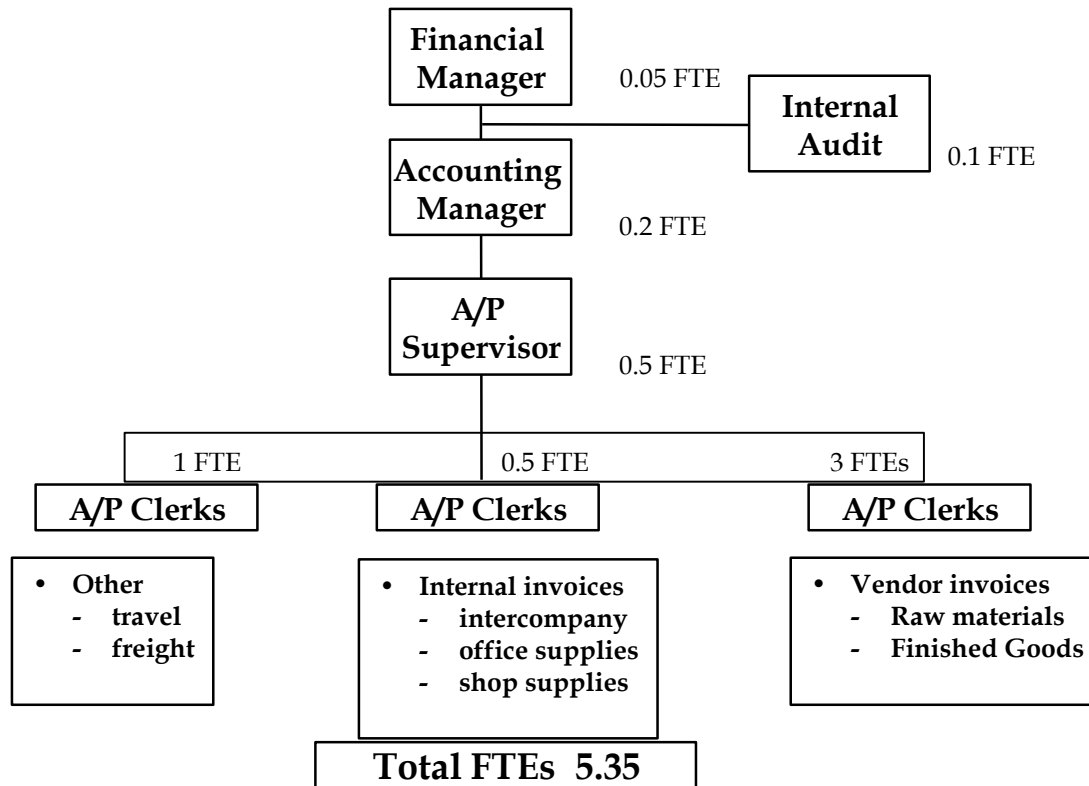 Financial
Manager
0.05 FTE
Internal
Audit
0.1 FTE
Accounting
Manager
0.2 FTE
A/P
Supervisor
0.5 FTE
1 FTE
0.5 FTE
3 FTEs
A/P Clerks
A/P Clerks
A/P Clerks
• Other
- travel
- freight
• Internal invoices
- intercompany
- office supplies
- shop supplies
• Vendor invoices
- Raw materials
- Finished Goods
Total FTEs 5.35